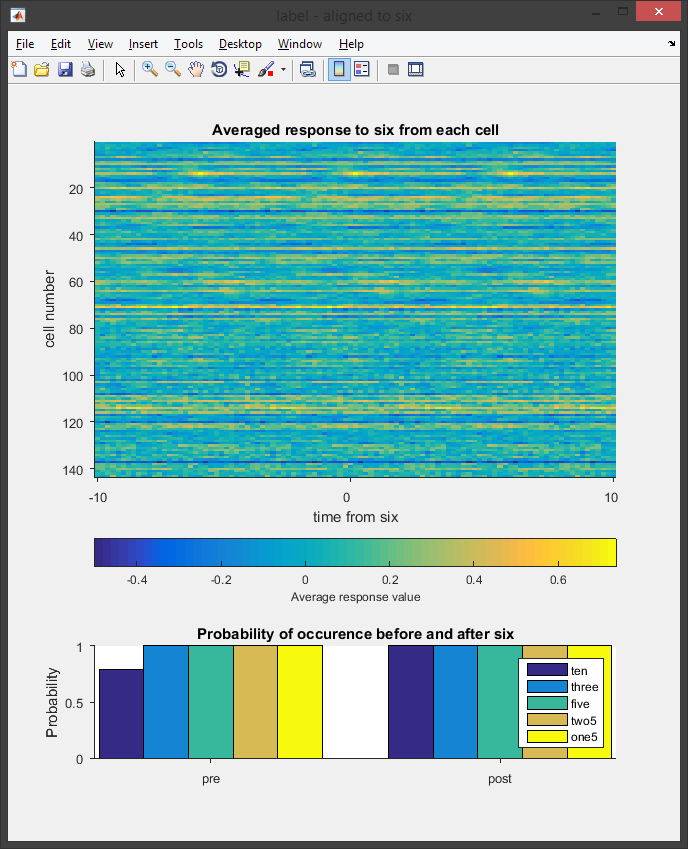 label - aligned to six
File Edit View Insert Tools Desktop Window Help
Averaged response to six from each cell
cell number
20
40
60
80
100
120
140
-10 0 10
time from six
-0.4 -0.2 0 0.2 0.4 0.6
Average response value
Probability of occurence before and after six
Probability
1
0.5
0
ten
three
five
two5
one5
pre post